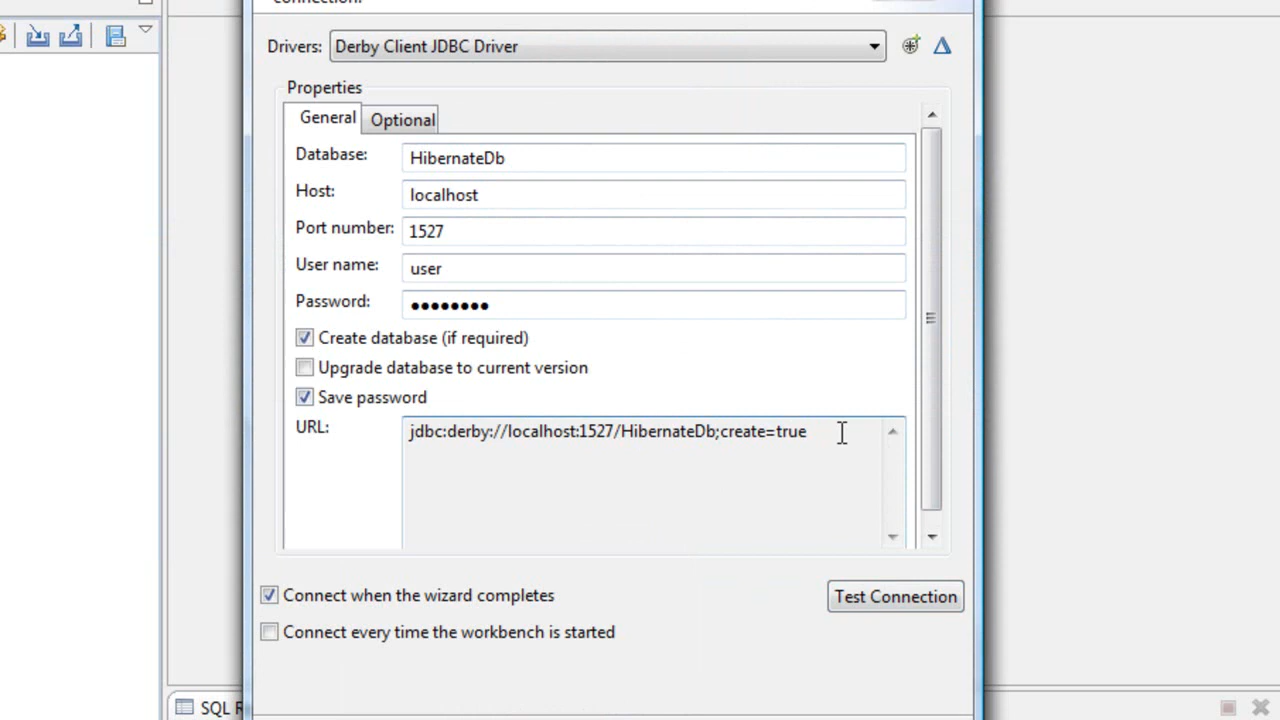 connection.
Drivers: Derby Client JDBC Driver
Properties
General Optional
Database: HibernateDb
Host: localhost
Port number: 1527
User name: user
Password: ●●●●●●●●
Create database (if required)
Upgrade database to current version
Save password
URL: jdbc:derby://localhost:1527/HibernateDb;create=true
Connect when the wizard completes
Test Connection
Connect every time the workbench is started
SQL